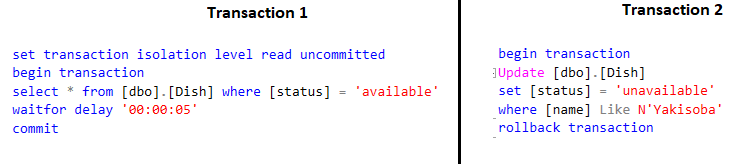 Transaction 1
set transaction isolation level read uncommitted
begin transaction
select * from [dbo].[Dish] where [status] = 'available'
waitfor delay '00:00:05'
commit
Transaction 2
begin transaction
Update [dbo].[Dish]
set [status] = 'unavailable'
where [name] Like N'Yakisoba'
rollback transaction